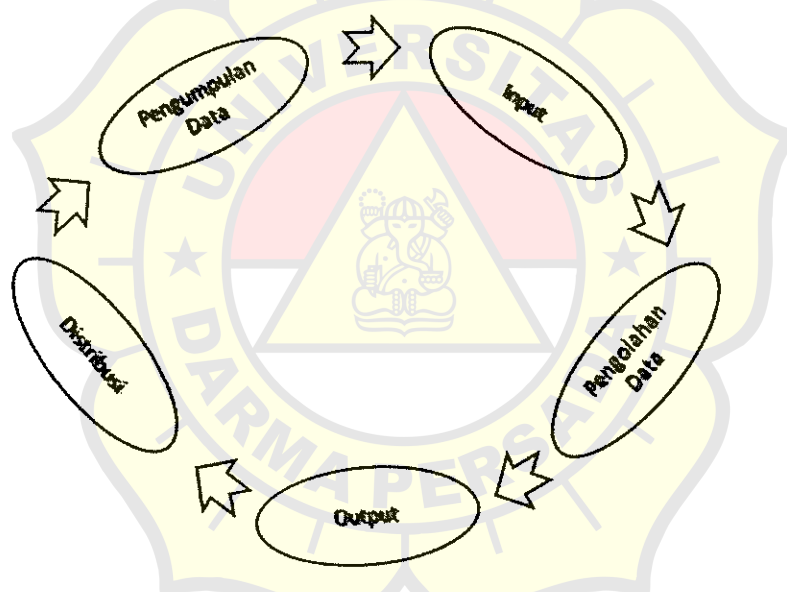 Pengumpulan
Data
Input
Pengolahan
Data
Output
Distribusi
UNIVERSITAS
DARMA PERSADA